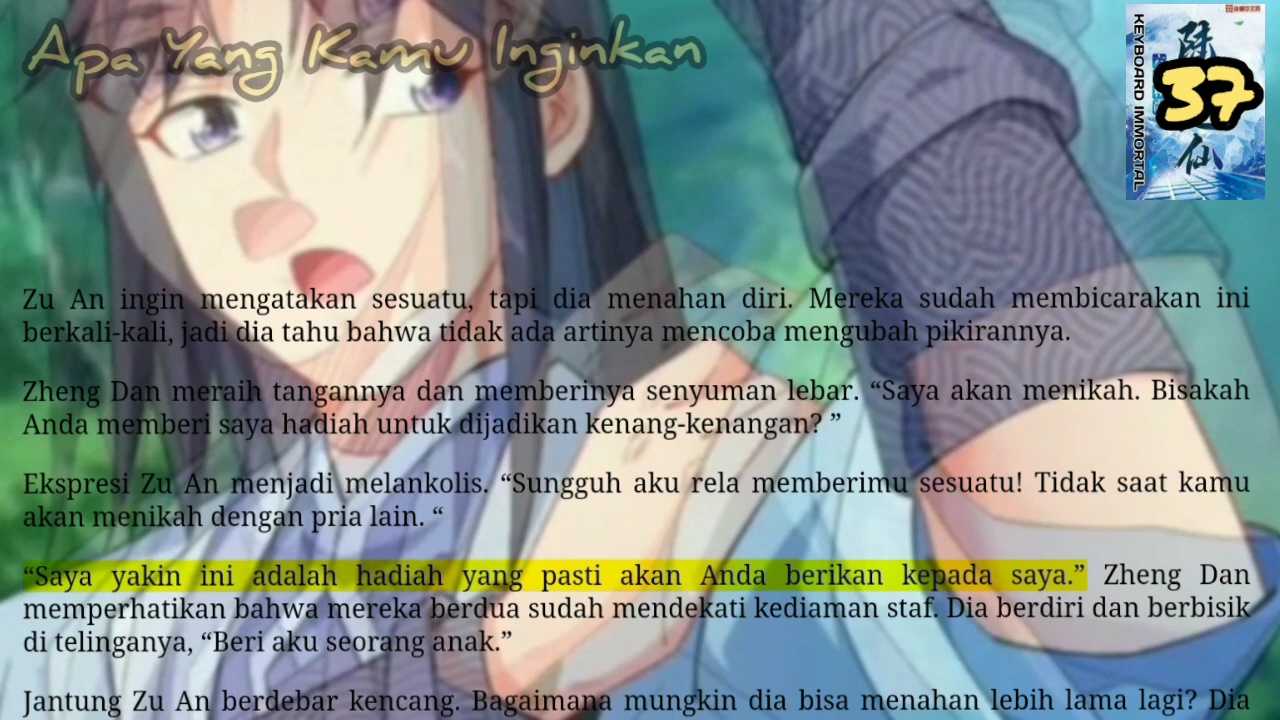 Apa Yang Kamu Inginkan
KEYBOARD IMMORTAL
陆
37
仙
Zu An ingin mengatakan sesuatu, tapi dia menahan diri. Mereka sudah membicarakan ini
berkali-kali, jadi dia tahu bahwa tidak ada artinya mencoba mengubah pikirannya.
Zheng Dan meraih tangannya dan memberinya senyuman lebar. “Saya akan menikah. Bisakah
Anda memberi saya hadiah untuk dijadikan kenang-kenangan? ”
Ekspresi Zu An menjadi melankolis. “Sungguh aku rela memberimu sesuatu! Tidak saat kamu
akan menikah dengan pria lain. “
“Saya yakin ini adalah hadiah yang pasti akan Anda berikan kepada saya.” Zheng Dan
memperhatikan bahwa mereka berdua sudah mendekati kediaman staf. Dia berdiri dan berbisik
di telinganya, “Beri aku seorang anak.”
Jantung Zu An berdebar kencang. Bagaimana mungkin dia bisa menahan lebih lama lagi? Dia